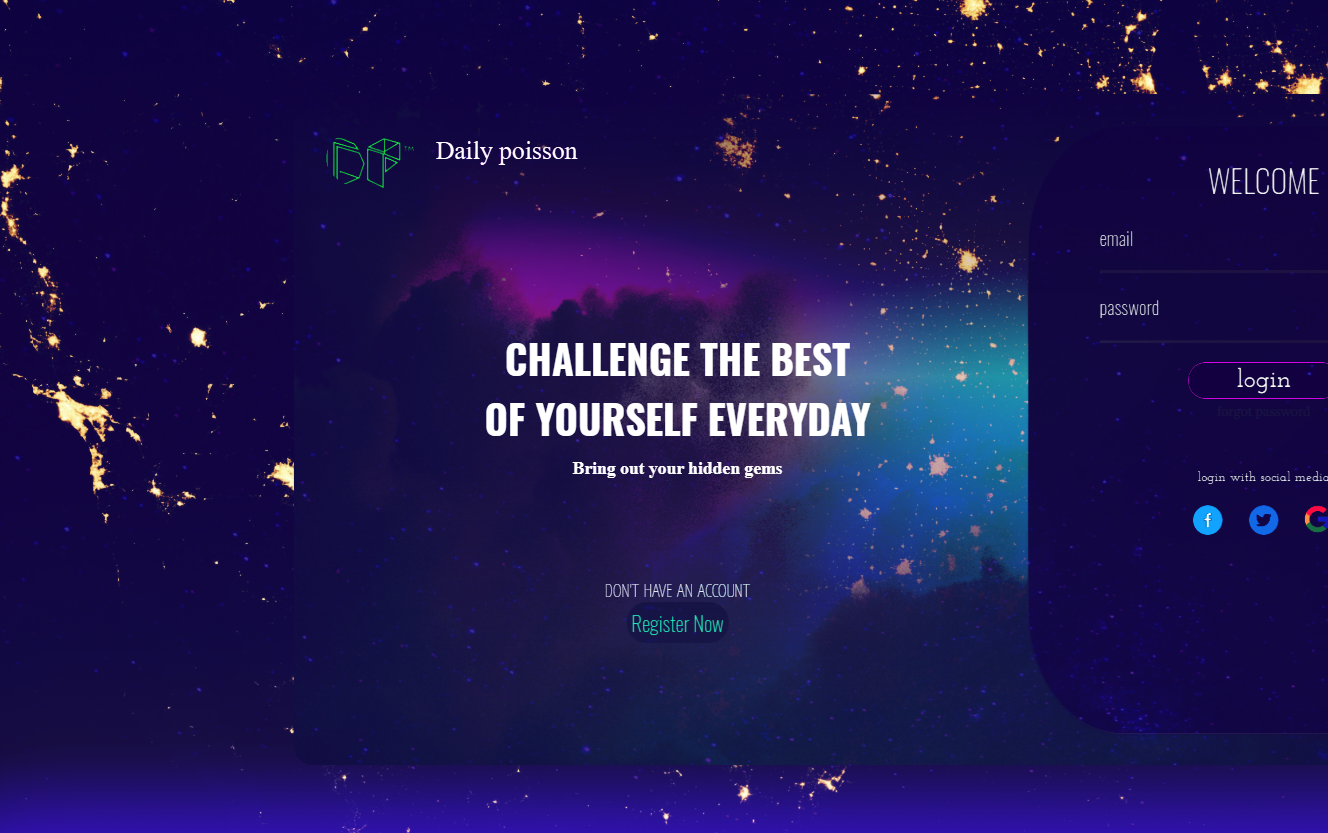 DP™
Daily poisson
CHALLENGE THE BEST
OF YOURSELF EVERYDAY
Bring out your hidden gems
DON'T HAVE AN ACCOUNT
Register Now
WELCOME
email
password
login
forgot password
login with social media